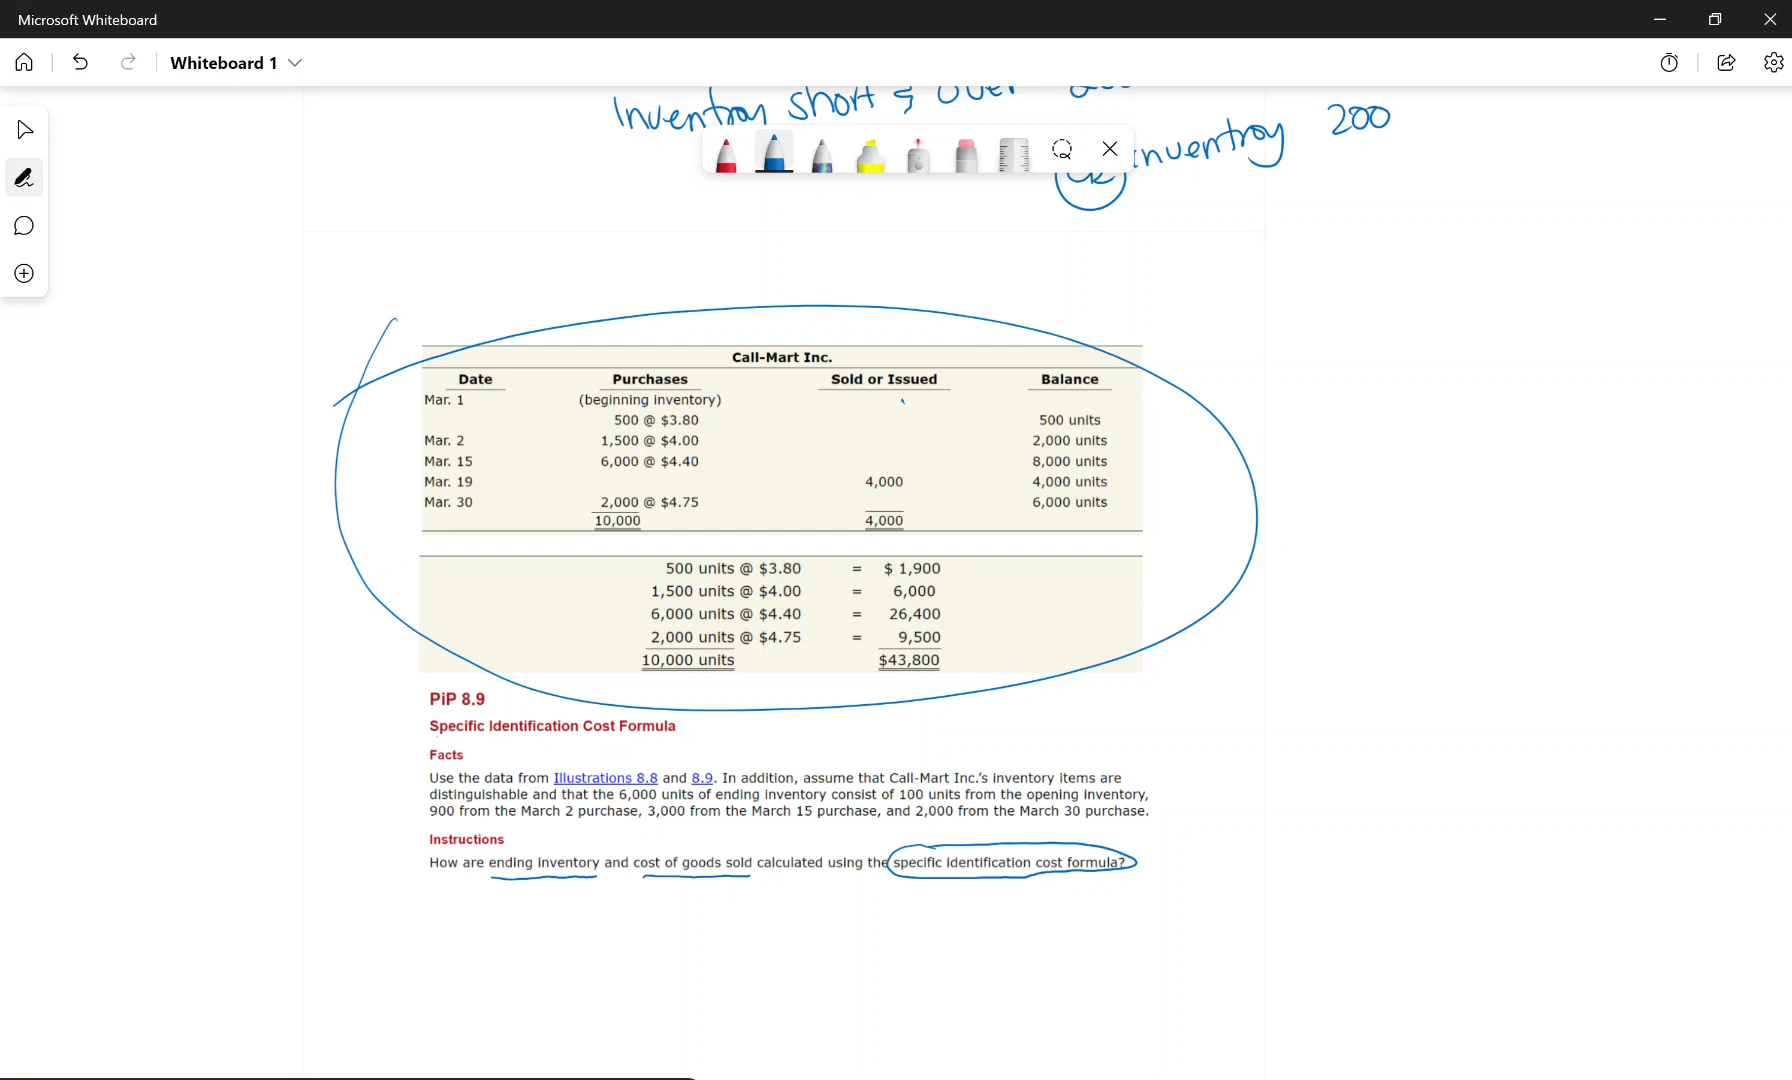 Microsoft Whiteboard
Whiteboard 1
Inventroy short & over
inventroy 200
Call-Mart Inc.
Date Purchases Sold or Issued Balance
Mar. 1 (beginning inventory)
500 @ $3.80 500 units
Mar. 2 1,500 @ $4.00 2,000 units
Mar. 15 6,000 @ $4.40 8,000 units
Mar. 19 4,000 4,000 units
Mar. 30 2,000 @ $4.75 6,000 units
10,000 4,000
500 units @ $3.80 = $ 1,900
1,500 units @ $4.00 = 6,000
6,000 units @ $4.40 = 26,400
2,000 units @ $4.75 = 9,500
10,000 units $43,800
PiP 8.9
Specific Identification Cost Formula
Facts
Use the data from Illustrations 8.8 and 8.9. In addition, assume that Call-Mart Inc.’s inventory items are
distinguishable and that the 6,000 units of ending inventory consist of 100 units from the opening inventory,
900 from the March 2 purchase, 3,000 from the March 15 purchase, and 2,000 from the March 30 purchase.
Instructions
How are ending inventory and cost of goods sold calculated using the specific identification cost formula?